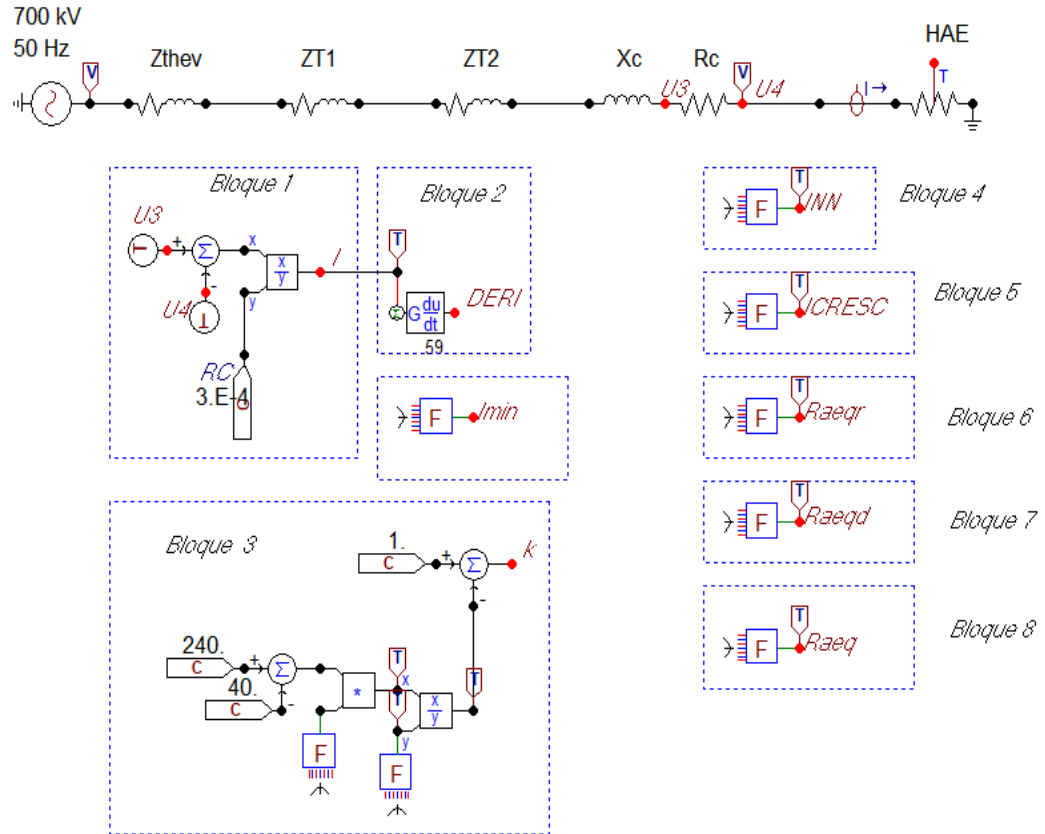 700 kV
50 Hz
Zthev
ZT1
ZT2
Xc
Rc
HAE
V
U3
V
U4
I
T
Bloque 1
U3
T
+
Σ
x
-
U4
T
y
x
y
I
RC
3.E-4
C
Bloque 2
T
Σ
G du
dt
DERI
59
F
Imin
Bloque 3
1.
C
+
Σ
k
-
240.
C
+
Σ
40.
C
-
*
T
x
T
T
x
y
y
F
F
T
F
INN
Bloque 4
T
F
ICRESC
Bloque 5
T
F
Raeqr
Bloque 6
T
F
Raeqd
Bloque 7
T
F
Raeq
Bloque 8